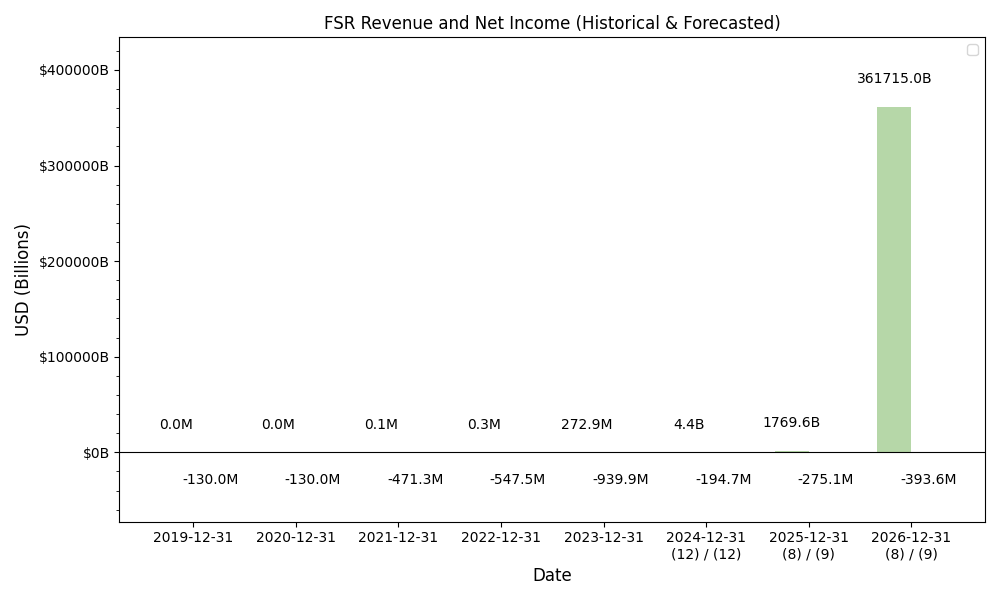 FSR Revenue and Net Income (Historical & Forecasted)
361715.0B
$400000B
$300000B
$200000B
$100000B
$0B
USD (Billions)
0.0M
0.0M
0.1M
0.3M
272.9M
4.4B
1769.6B
-130.0M
-130.0M
-471.3M
-547.5M
-939.9M
-194.7M
-275.1M
-393.6M
2019-12-31
2020-12-31
2021-12-31
2022-12-31
2023-12-31
2024-12-31
(12) / (12)
2025-12-31
(8) / (9)
2026-12-31
(8) / (9)
Date